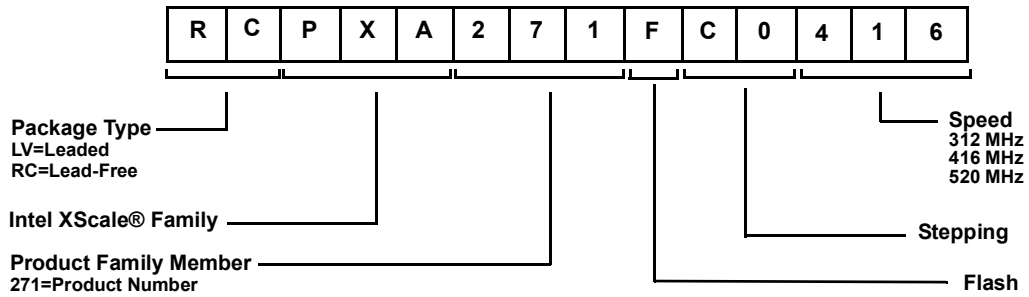 R C P X A 2 7 1 F C 0 4 1 6
Package Type
LV=Leaded
RC=Lead-Free
Intel XScale® Family
Product Family Member
271=Product Number
Speed
312 MHz
416 MHz
520 MHz
Stepping
Flash